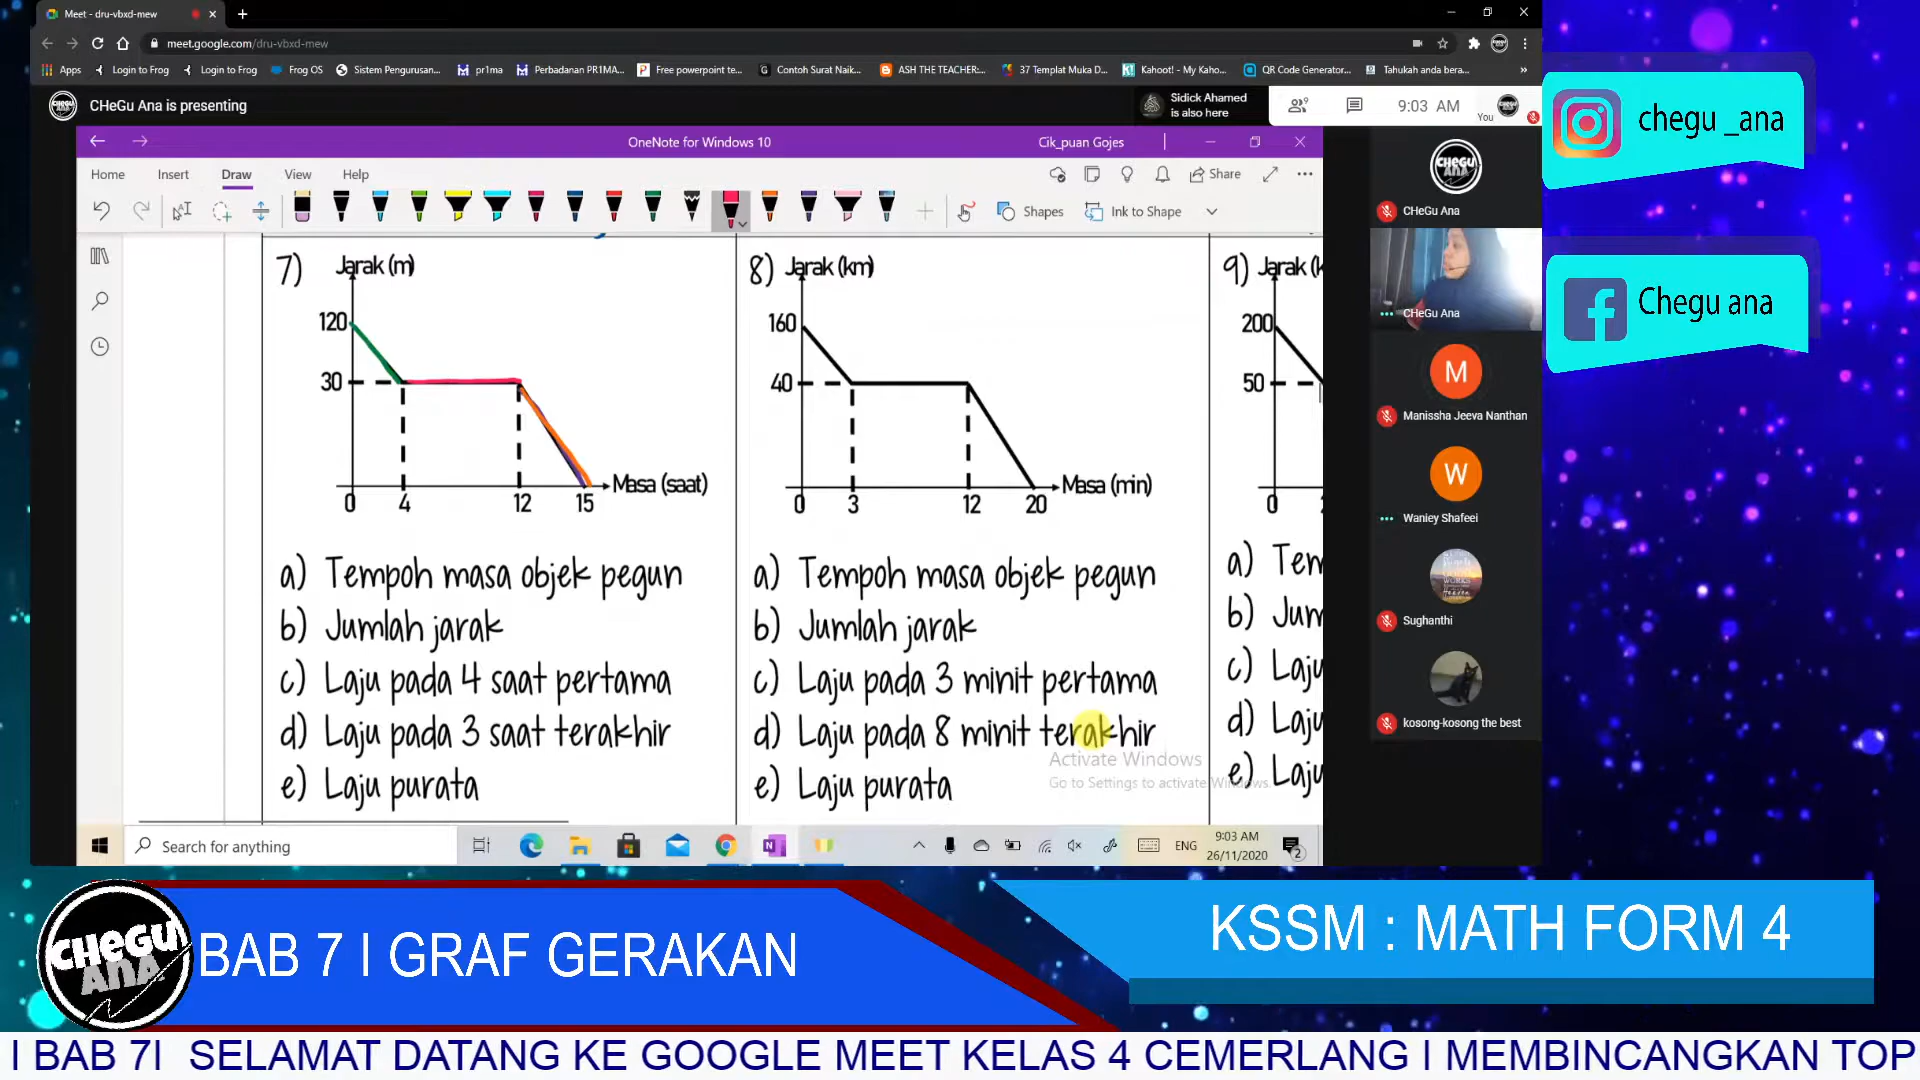 Meet - dru-vbxd-mew
meet.google.com/dru-vbxd-mew
Apps Login to Frog Login to Frog Frog OS Sistem Pengurusan... pr1ma Perbadanan PR1MA... Free powerpoint te... Contoh Surat Naik... ASH THE TEACHER:... 37 Templat Muka D... Kahoot! - My Kaho... QR Code Generator... Tahukah anda bera...
CHeGu Ana is presenting
Sidick Ahamed
is also here
9
9:03 AM
You
OneNote for Windows 10
Cik_puan Gojes
Home Insert Draw View Help
Share
Shapes
Ink to Shape
7) Jarak (m)
120
30
0 4 12 15
Masa (saat)
a) Tempoh masa objek pegun
b) Jumlah jarak
c) Laju pada 4 saat pertama
d) Laju pada 3 saat terakhir
e) Laju purata
8) Jarak (km)
160
40
0 3 12 20
Masa (min)
a) Tempoh masa objek pegun
b) Jumlah jarak
c) Laju pada 3 minit pertama
d) Laju pada 8 minit terakhir
e) Laju purata
9) Jarak (k
200
50
0
a) Tem
b) Jum
c) Laju
d) Laju
e) Laju
Activate Windows
Go to Settings to activate Windows.
Search for anything
ENG
9:03 AM
26/11/2020
2
CHeGu Ana
CHeGu Ana
M
Manissha Jeeva Nanthan
W
Wanley Shafeei
Sughanthi
kosong-kosong the best
chegu _ana
Chegu ana
CHeGU
ANA
BAB 7 I GRAF GERAKAN
KSSM : MATH FORM 4
I BAB 7I SELAMAT DATANG KE GOOGLE MEET KELAS 4 CEMERLANG I MEMBINCANGKAN TOP